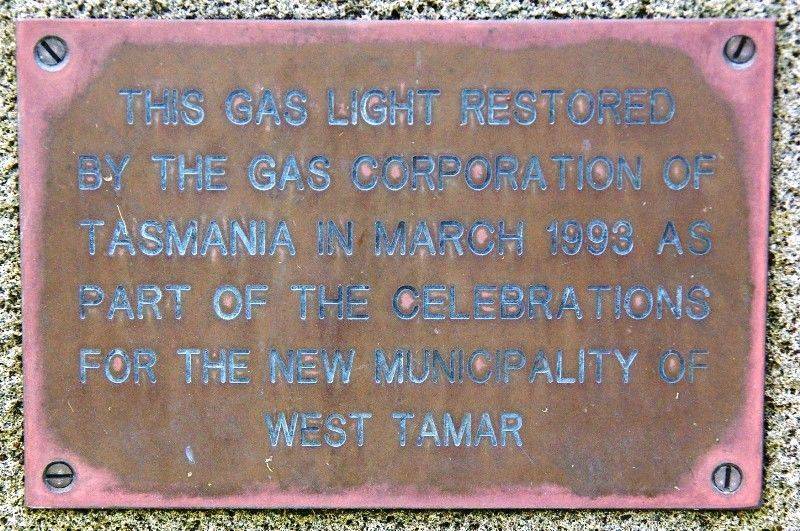 THIS GAS LIGHT RESTORED
BY THE GAS CORPORATION OF
TASMANIA IN MARCH 1993 AS
PART OF THE CELEBRATIONS
FOR THE NEW MUNICIPALITY OF
WEST TAMAR